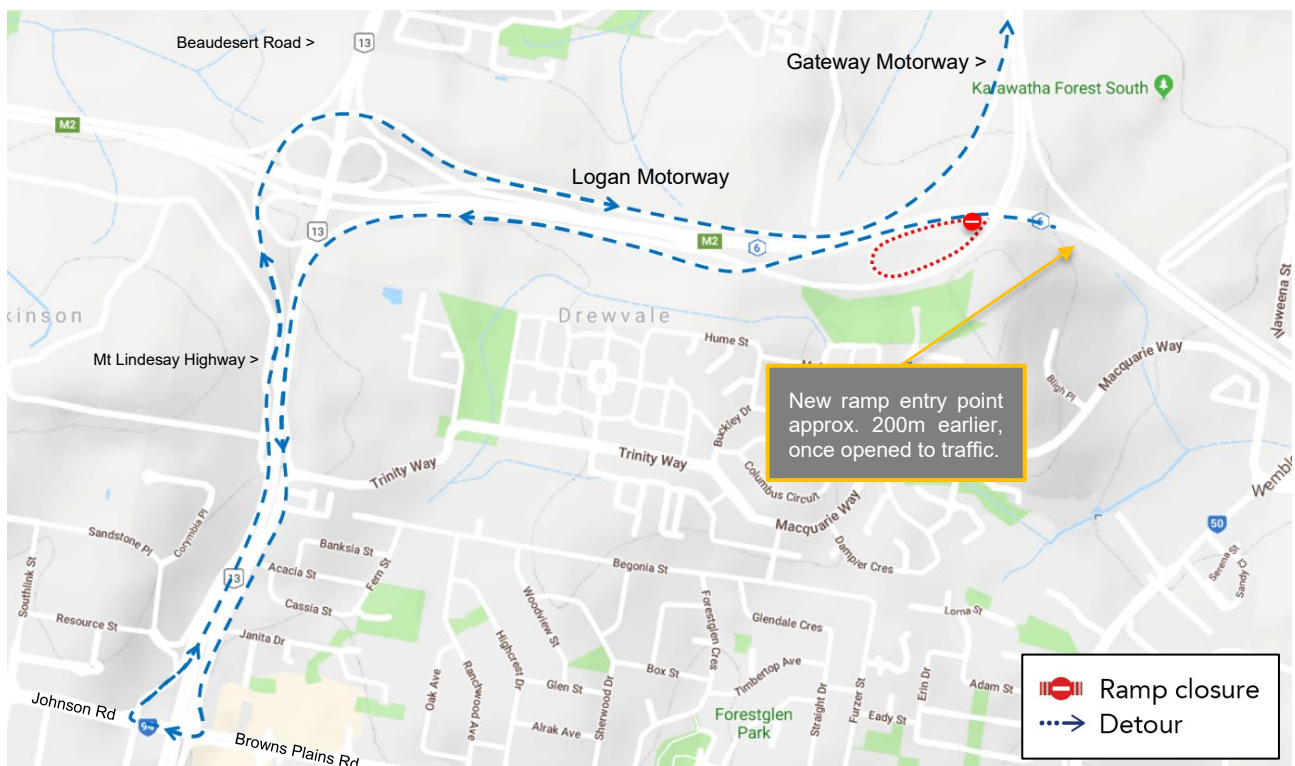 Beaudesert Road >
13
Gateway Motorway >
Karawatha Forest South
M2
Logan Motorway
13
M2
6
6
kinson
Drewvale
Hume St
Waweena St
Mt Lindesay Highway >
Macquarie Way
Bligh Pl
New ramp entry point
approx. 200m earlier,
once opened to traffic.
Buckley Dr
Trinity Way
Trinity Way
Columbus Circuit
Macquarie Way
Wemble
50
Corymbia Pl
Sandstone Pl
Banksia St
Dampier Cres
Southlink St
13
Acacia St
Fern St
Begonia St
Serena St
Sandy C
Cassia St
Woodview St
Forestglen Cres
Glendale Cres
Lorna St
Resource St
Janita Dr
Highcrest Dr
Box St
Timbertop Ave
Oak Ave
Ranchwood Ave
Glen St
Sherwood Dr
Straight Dr
Furzer St
Erin Dr
Adam St
Johnson Rd
Browns Plains Rd
Alrak Ave
Forestglen
Park
Eady St
Ramp closure
Detour